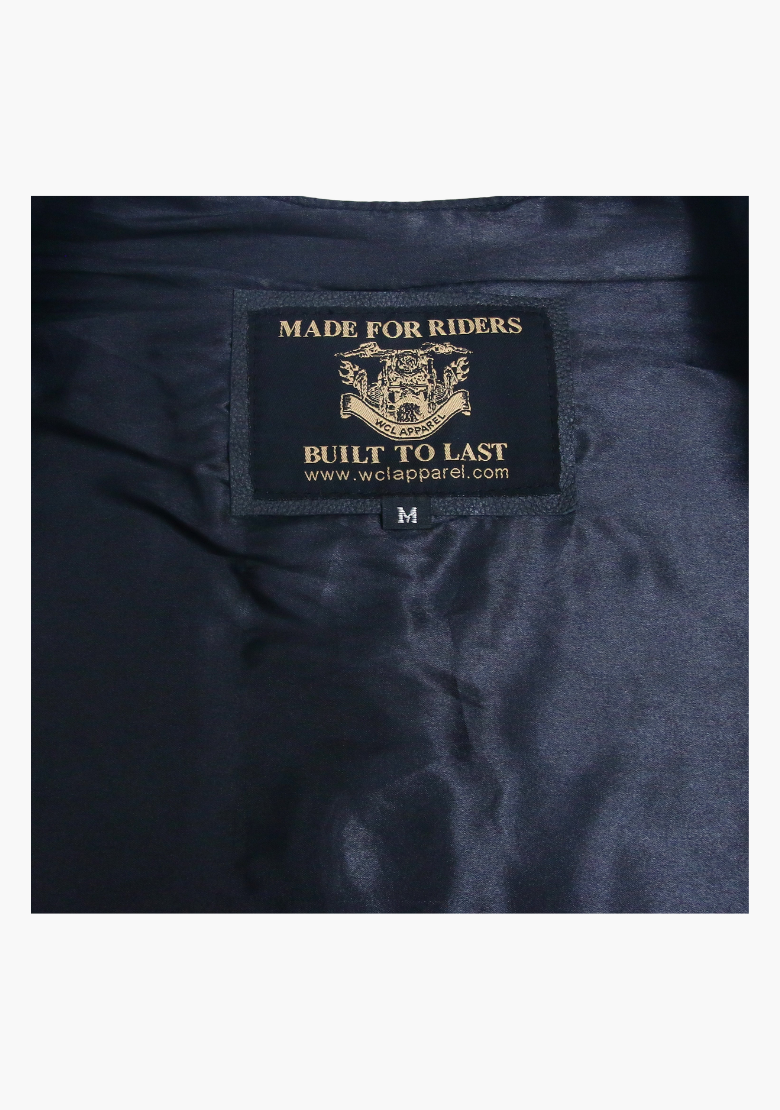 MADE FOR RIDERS
WCL APPAREL
BUILT TO LAST
www.wclapparel.com
M